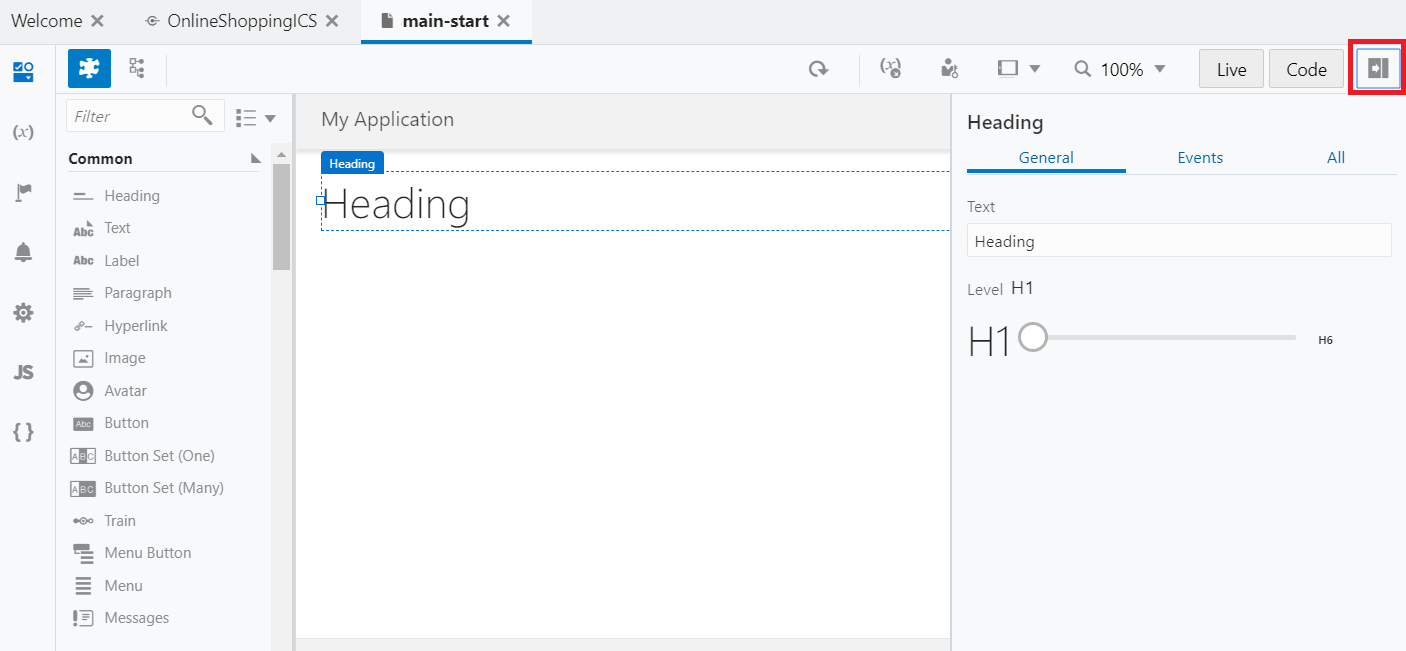 Welcome
OnlineShoppingICS
main-start
100%
Live
Code
Filter
Common
Heading
Abc Text
Abc Label
Paragraph
Hyperlink
Image
Avatar
Abc Button
ABC Button Set (One)
ABC Button Set (Many)
Train
Menu Button
Menu
Messages
(x)
JS
{ }
My Application
Heading
Heading
Heading
General
Events
All
Text
Heading
Level H1
H1
H6